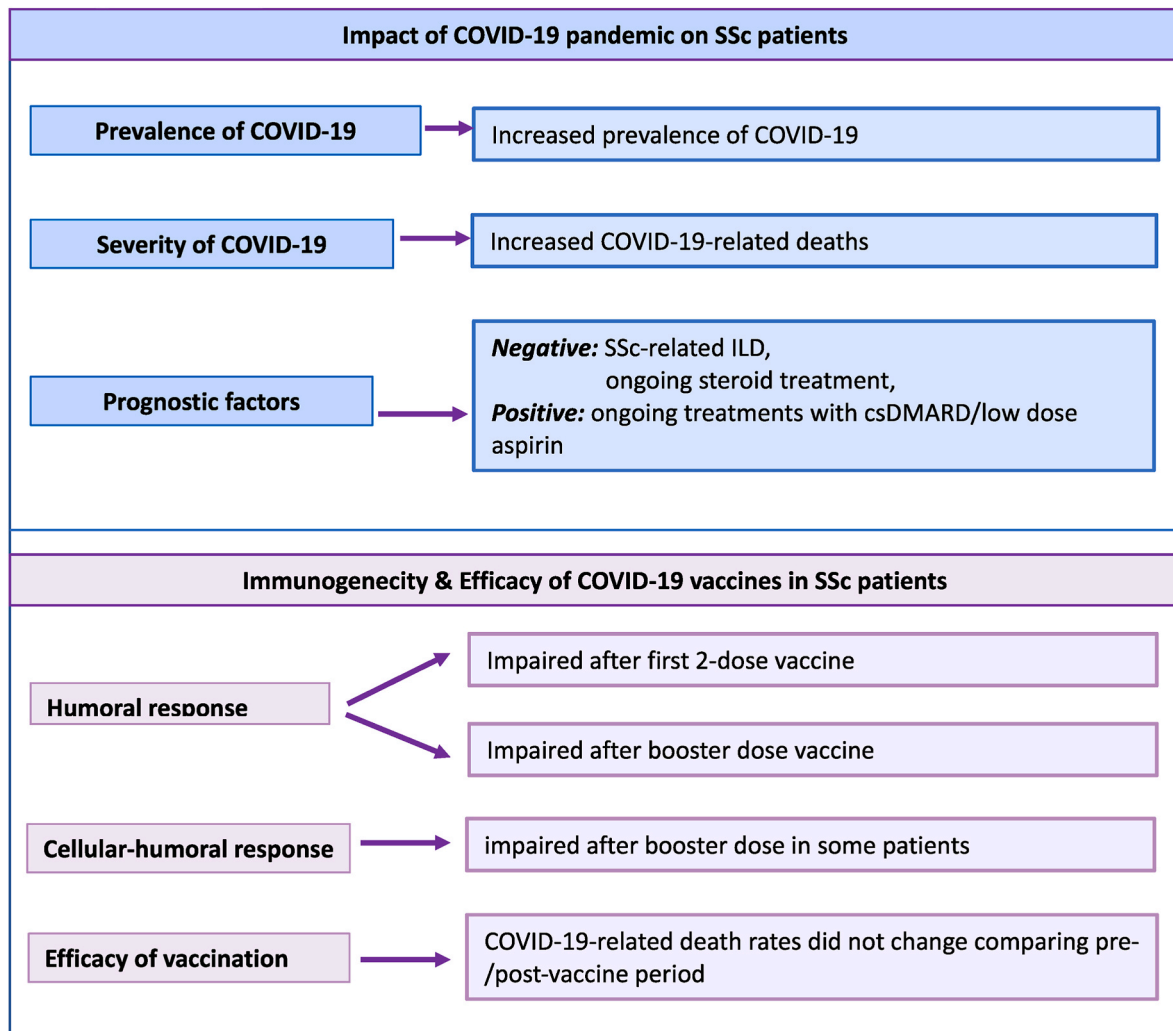 Impact of COVID-19 pandemic on SSc patients
Prevalence of COVID-19
Increased prevalence of COVID-19
Severity of COVID-19
Increased COVID-19-related deaths
Prognostic factors
Negative: SSc-related ILD,
ongoing steroid treatment,
Positive: ongoing treatments with csDMARD/low dose
aspirin
Immunogenecity & Efficacy of COVID-19 vaccines in SSc patients
Humoral response
Impaired after first 2-dose vaccine
Impaired after booster dose vaccine
Cellular-humoral response
impaired after booster dose in some patients
Efficacy of vaccination
COVID-19-related death rates did not change comparing pre-
/post-vaccine period